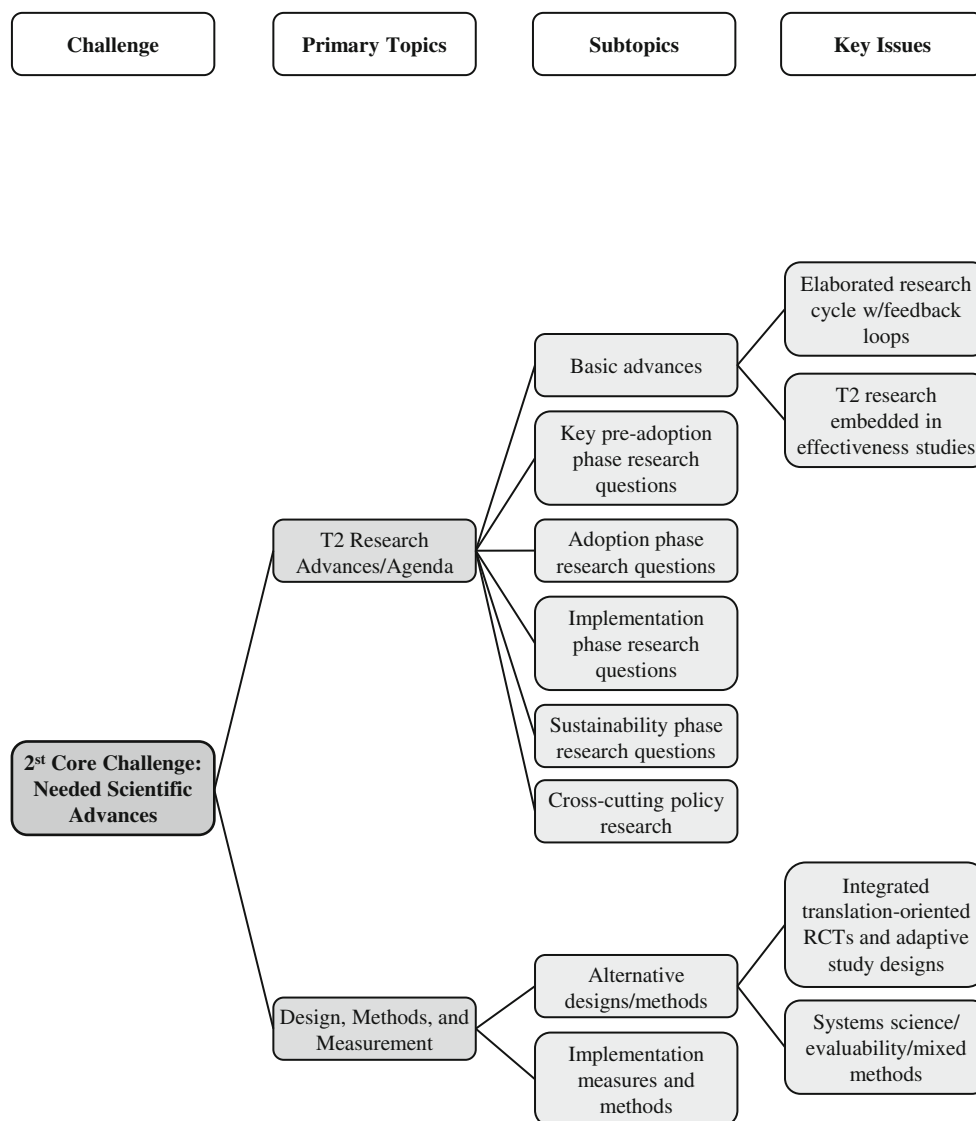 Challenge
Primary Topics
Subtopics
Key Issues
Elaborated research
cycle w/feedback
loops
Basic advances
T2 research
embedded in
effectiveness studies
Key pre-adoption
phase research
questions
T2 Research
Advances/Agenda
Adoption phase
research questions
Implementation
phase research
questions
Sustainability phase
research questions
2st Core Challenge:
Needed Scientific
Advances
Cross-cutting policy
research
Integrated
translation-oriented
RCTs and adaptive
study designs
Alternative
designs/methods
Design, Methods, and
Measurement
Systems science/
evaluability/mixed
methods
Implementation
measures and
methods